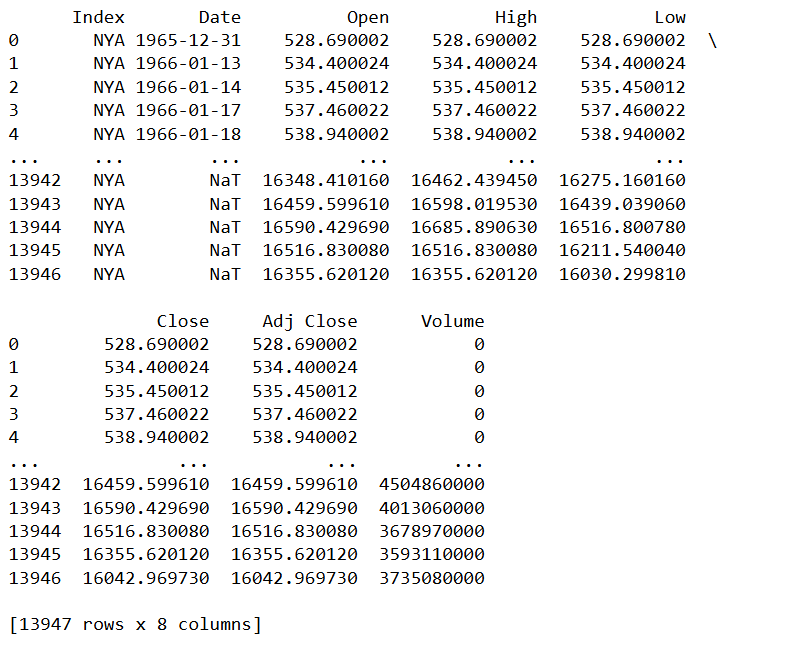 Index Date Open High Low
0 NYA 1965-12-31 528.690002 528.690002 528.690002 \
1 NYA 1966-01-13 534.400024 534.400024 534.400024
2 NYA 1966-01-14 535.450012 535.450012 535.450012
3 NYA 1966-01-17 537.460022 537.460022 537.460022
4 NYA 1966-01-18 538.940002 538.940002 538.940002
... ... ... ... ... ...
13942 NYA NaT 16348.410160 16462.439450 16275.160160
13943 NYA NaT 16459.599610 16598.019530 16439.039060
13944 NYA NaT 16590.429690 16685.890630 16516.800780
13945 NYA NaT 16516.830080 16516.830080 16211.540040
13946 NYA NaT 16355.620120 16355.620120 16030.299810
Close Adj Close Volume
0 528.690002 528.690002 0
1 534.400024 534.400024 0
2 535.450012 535.450012 0
3 537.460022 537.460022 0
4 538.940002 538.940002 0
... ... ... ...
13942 16459.599610 16459.599610 4504860000
13943 16590.429690 16590.429690 4013060000
13944 16516.830080 16516.830080 3678970000
13945 16355.620120 16355.620120 3593110000
13946 16042.969730 16042.969730 3735080000
[13947 rows x 8 columns]